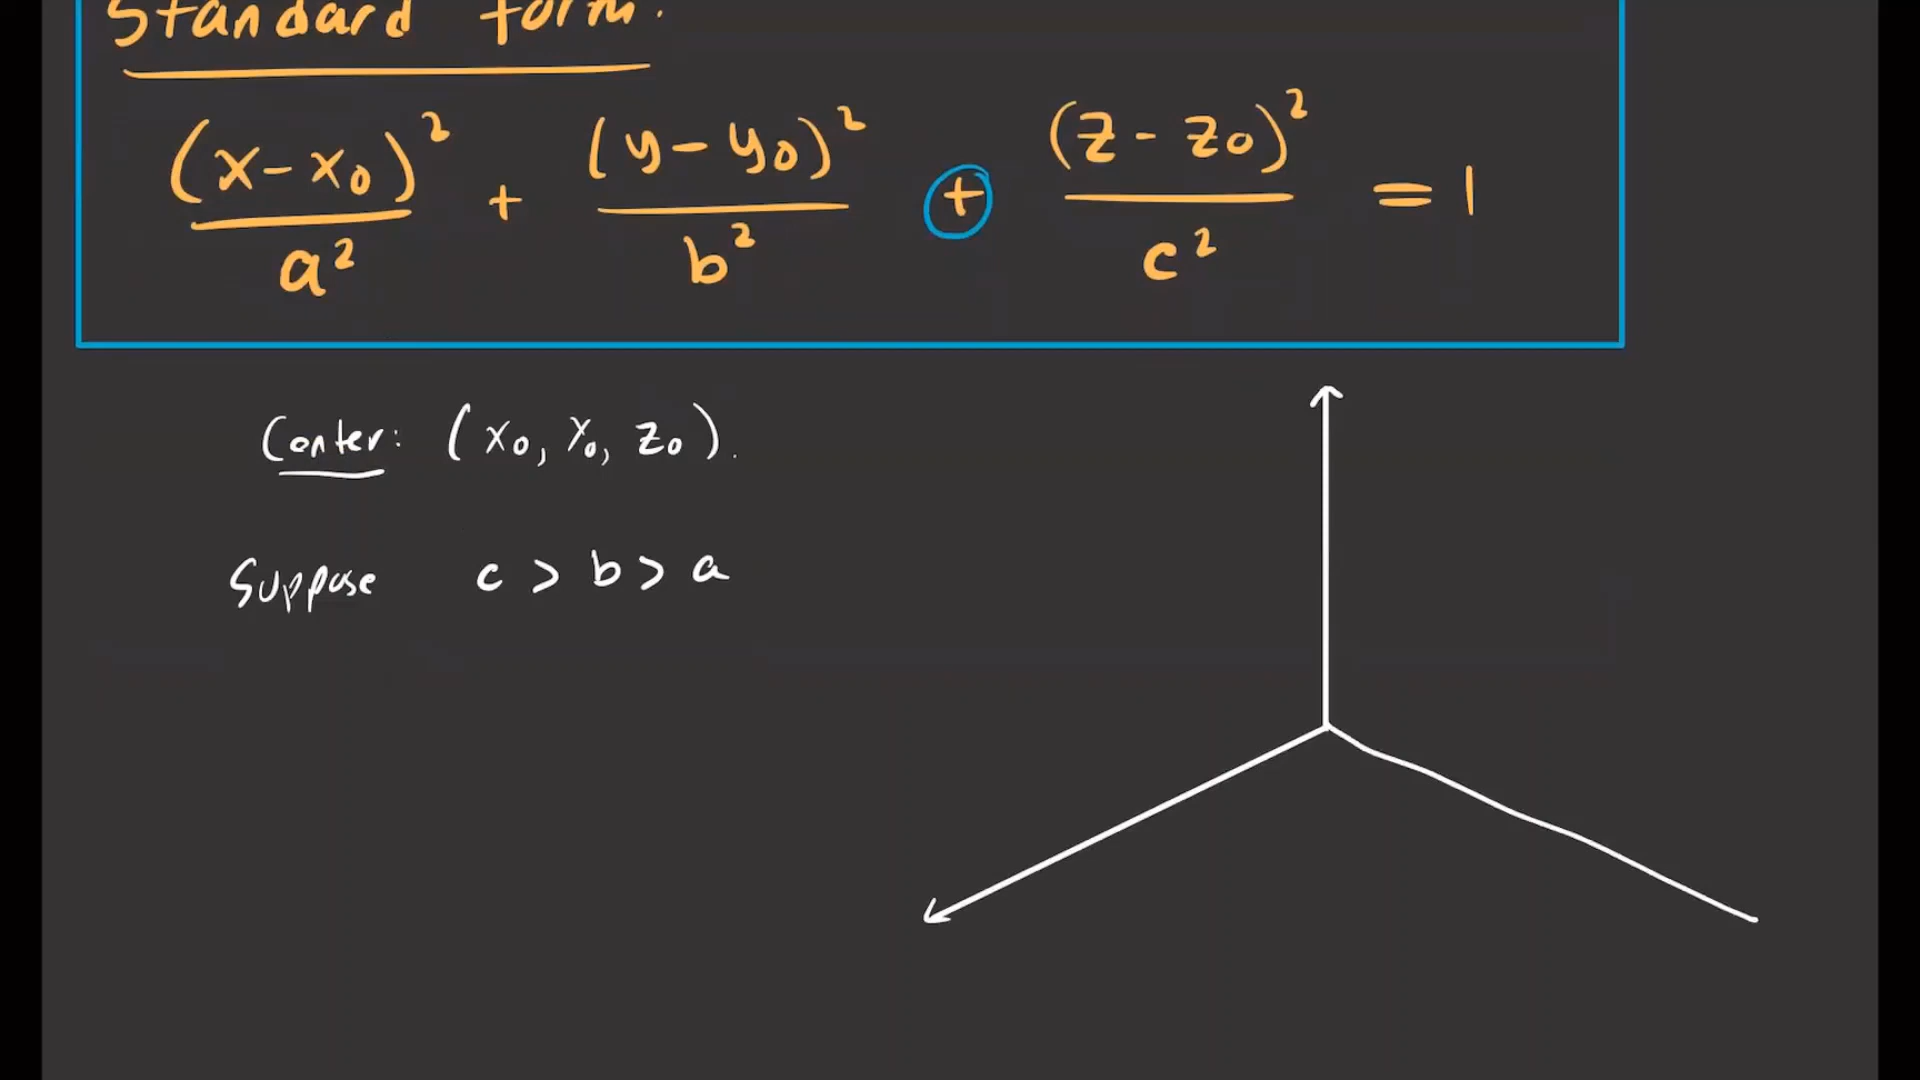 Standard form:
(x-x₀)²/a² + (y-y₀)²/b² + (z-z₀)²/c² = 1
Center: (x₀, y₀, z₀).
Suppose c > b > a